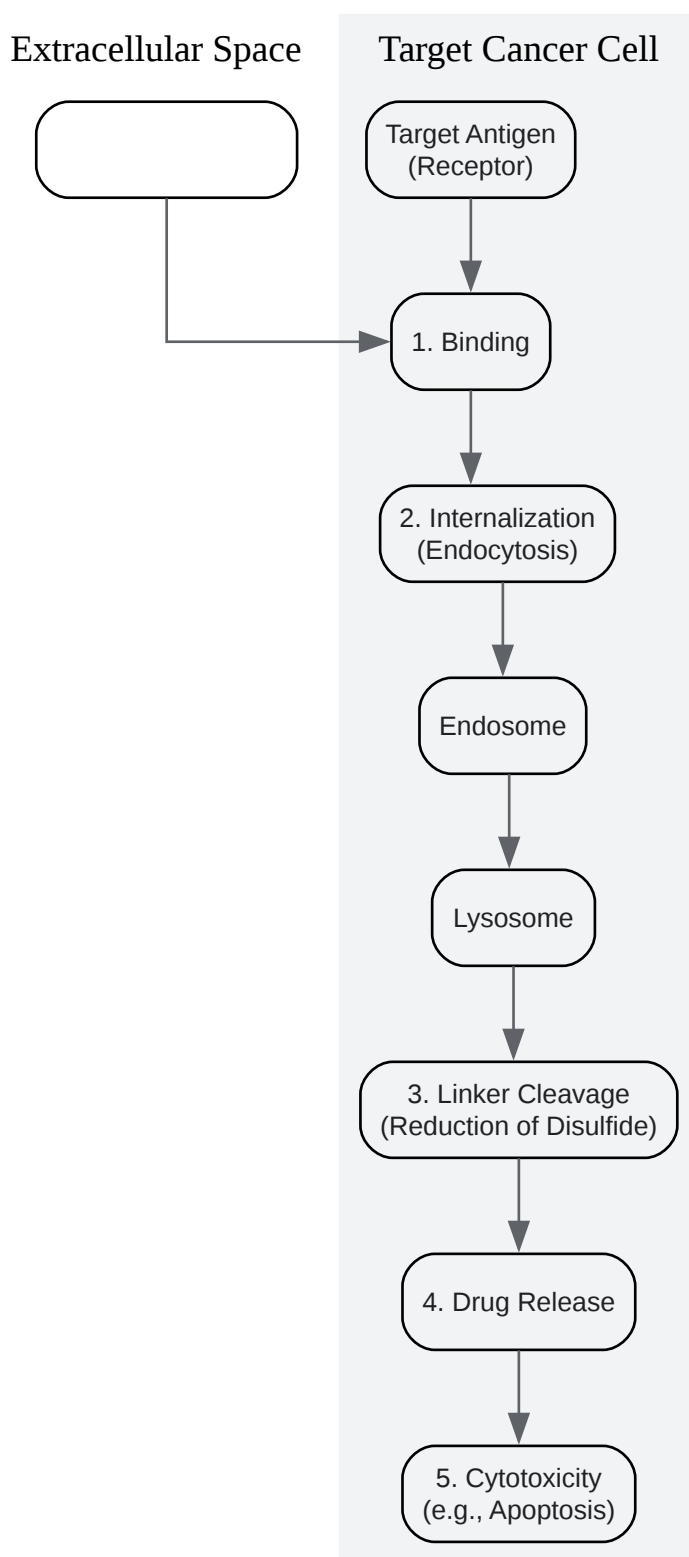 Extracellular Space
Target Cancer Cell
Target Antigen
(Receptor)
1. Binding
2. Internalization
(Endocytosis)
Endosome
Lysosome
3. Linker Cleavage
(Reduction of Disulfide)
4. Drug Release
5. Cytotoxicity
(e.g., Apoptosis)